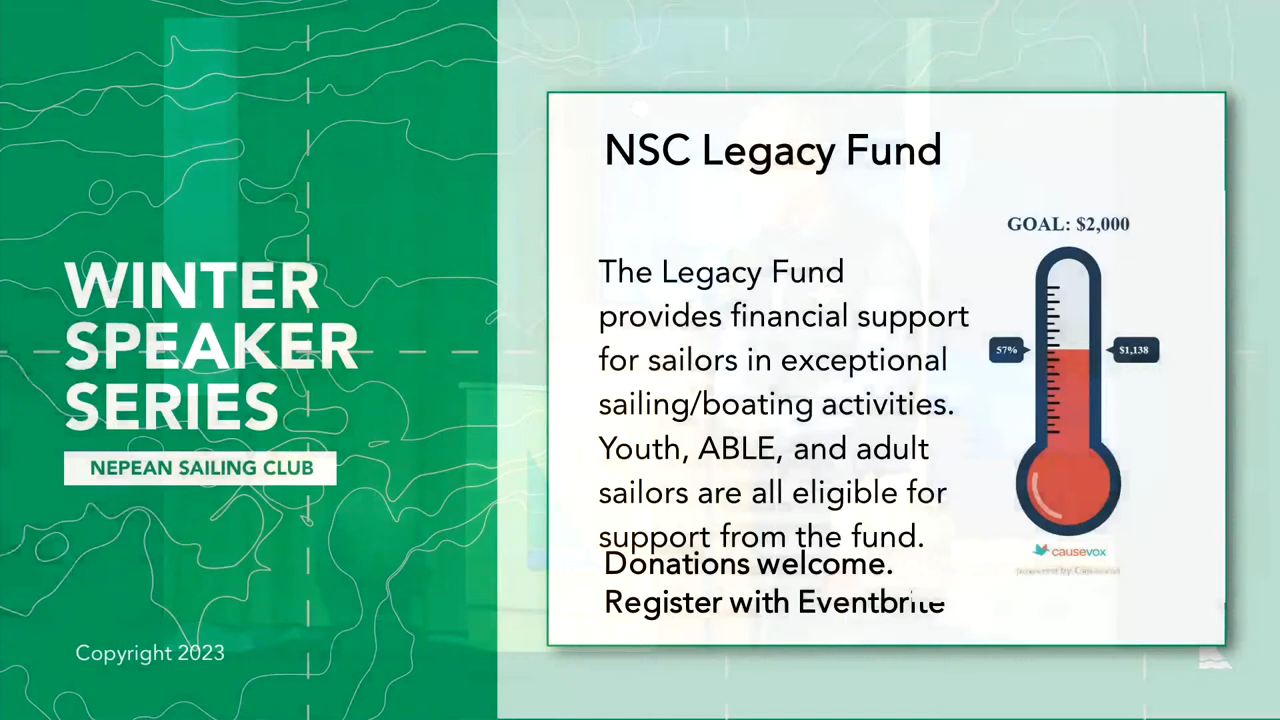 WINTER
SPEAKER
SERIES
NEPEAN SAILING CLUB
Copyright 2023
NSC Legacy Fund
The Legacy Fund
provides financial support
for sailors in exceptional
sailing/boating activities.
Youth, ABLE, and adult
sailors are all eligible for
support from the fund.
Donations welcome.
Register with Eventbrite
GOAL: $2,000
57%
$1,138
causevox